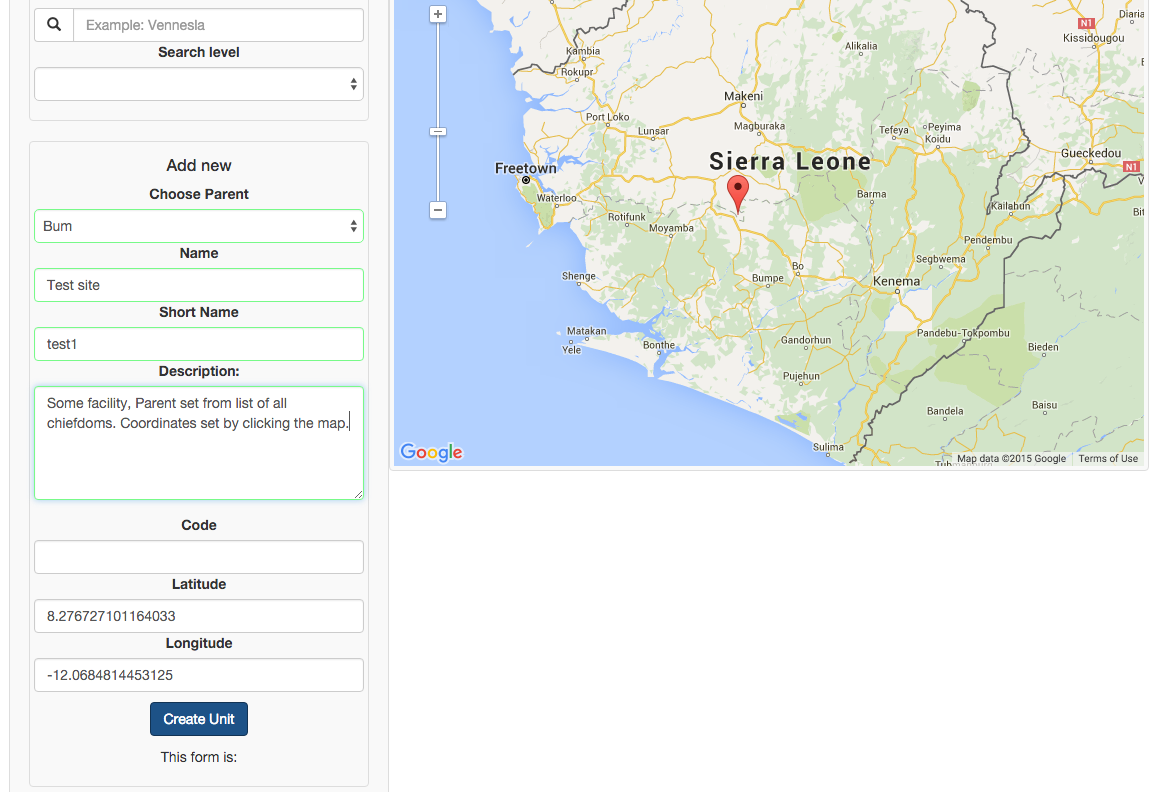 Example: Vennesla
Search level
Add new
Choose Parent
Bum
Name
Test site
Short Name
test1
Description:
Some facility, Parent set from list of all
chiefdoms. Coordinates set by clicking the map.
Code
Latitude
8.276727101164033
Longitude
-12.0684814453125
Create Unit
This form is:
Diaria
N1
Kissidougou
Kambia
Alikalia
Rokupr
Makeni
Port Loko
Lunsar
Magburaka
Tefeya
Peyima
Koidu
Gueckedou
N1
Sierra Leone
Freetown
Waterloo
Barma
Rotifunk
Moyamba
Kailahun
Bit
Pendembu
Segbwema
Shenge
Bumpe
Bo
Kenema
Matakan
Yele
Bonthe
Gandorhun
Pandebu-Tokpombu
Bieden
Pujehun
Bandela
Baisu
Sulima
Google
Map data ©2015 Google
Terms of Use